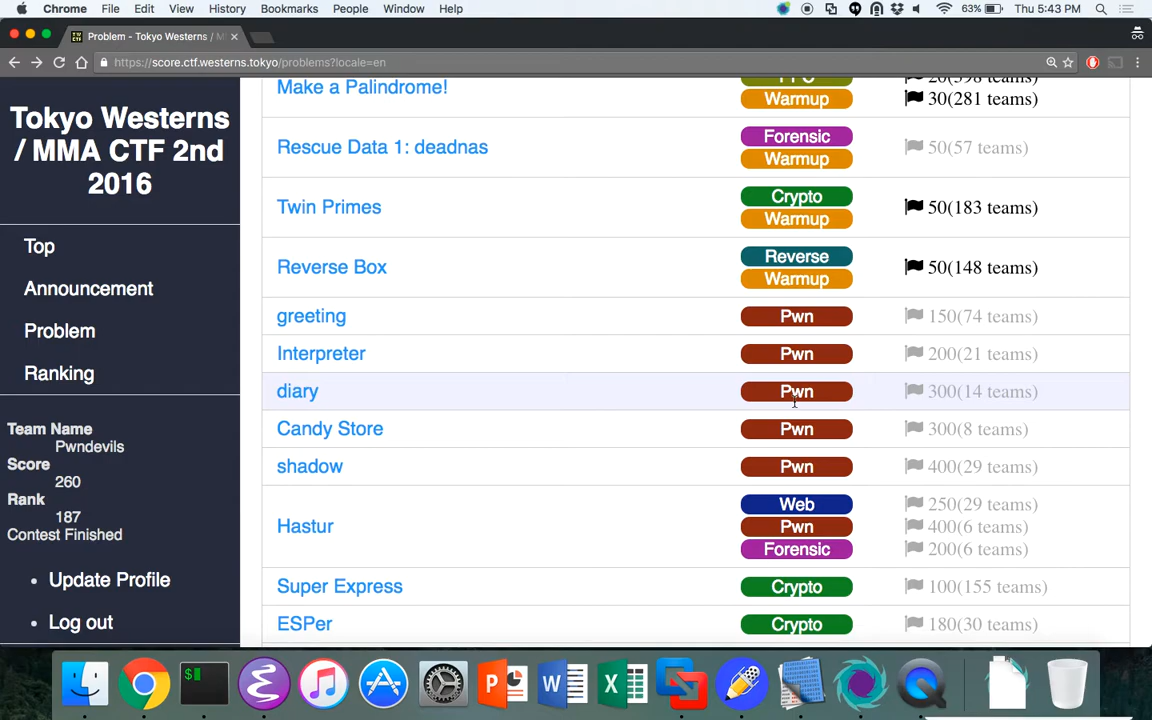 Chrome File Edit View History Bookmarks People Window Help 63% Thu 5:43 PM
Problem - Tokyo Westerns / M
https://score.ctf.westerns.tokyo/problems?locale=en
Tokyo Westerns
/ MMA CTF 2nd
2016
Top
Announcement
Problem
Ranking
Team Name
Pwndevils
Score
260
Rank
187
Contest Finished
• Update Profile
• Log out
Make a Palindrome!
Warmup
30(281 teams)
Rescue Data 1: deadnas
Forensic
Warmup
50(57 teams)
Twin Primes
Crypto
Warmup
50(183 teams)
Reverse Box
Reverse
Warmup
50(148 teams)
greeting Pwn 150(74 teams)
Interpreter Pwn 200(21 teams)
diary Pwn 300(14 teams)
Candy Store Pwn 300(8 teams)
shadow Pwn 400(29 teams)
Hastur
Web 250(29 teams)
Pwn 400(6 teams)
Forensic 200(6 teams)
Super Express Crypto 100(155 teams)
ESPer Crypto 180(30 teams)